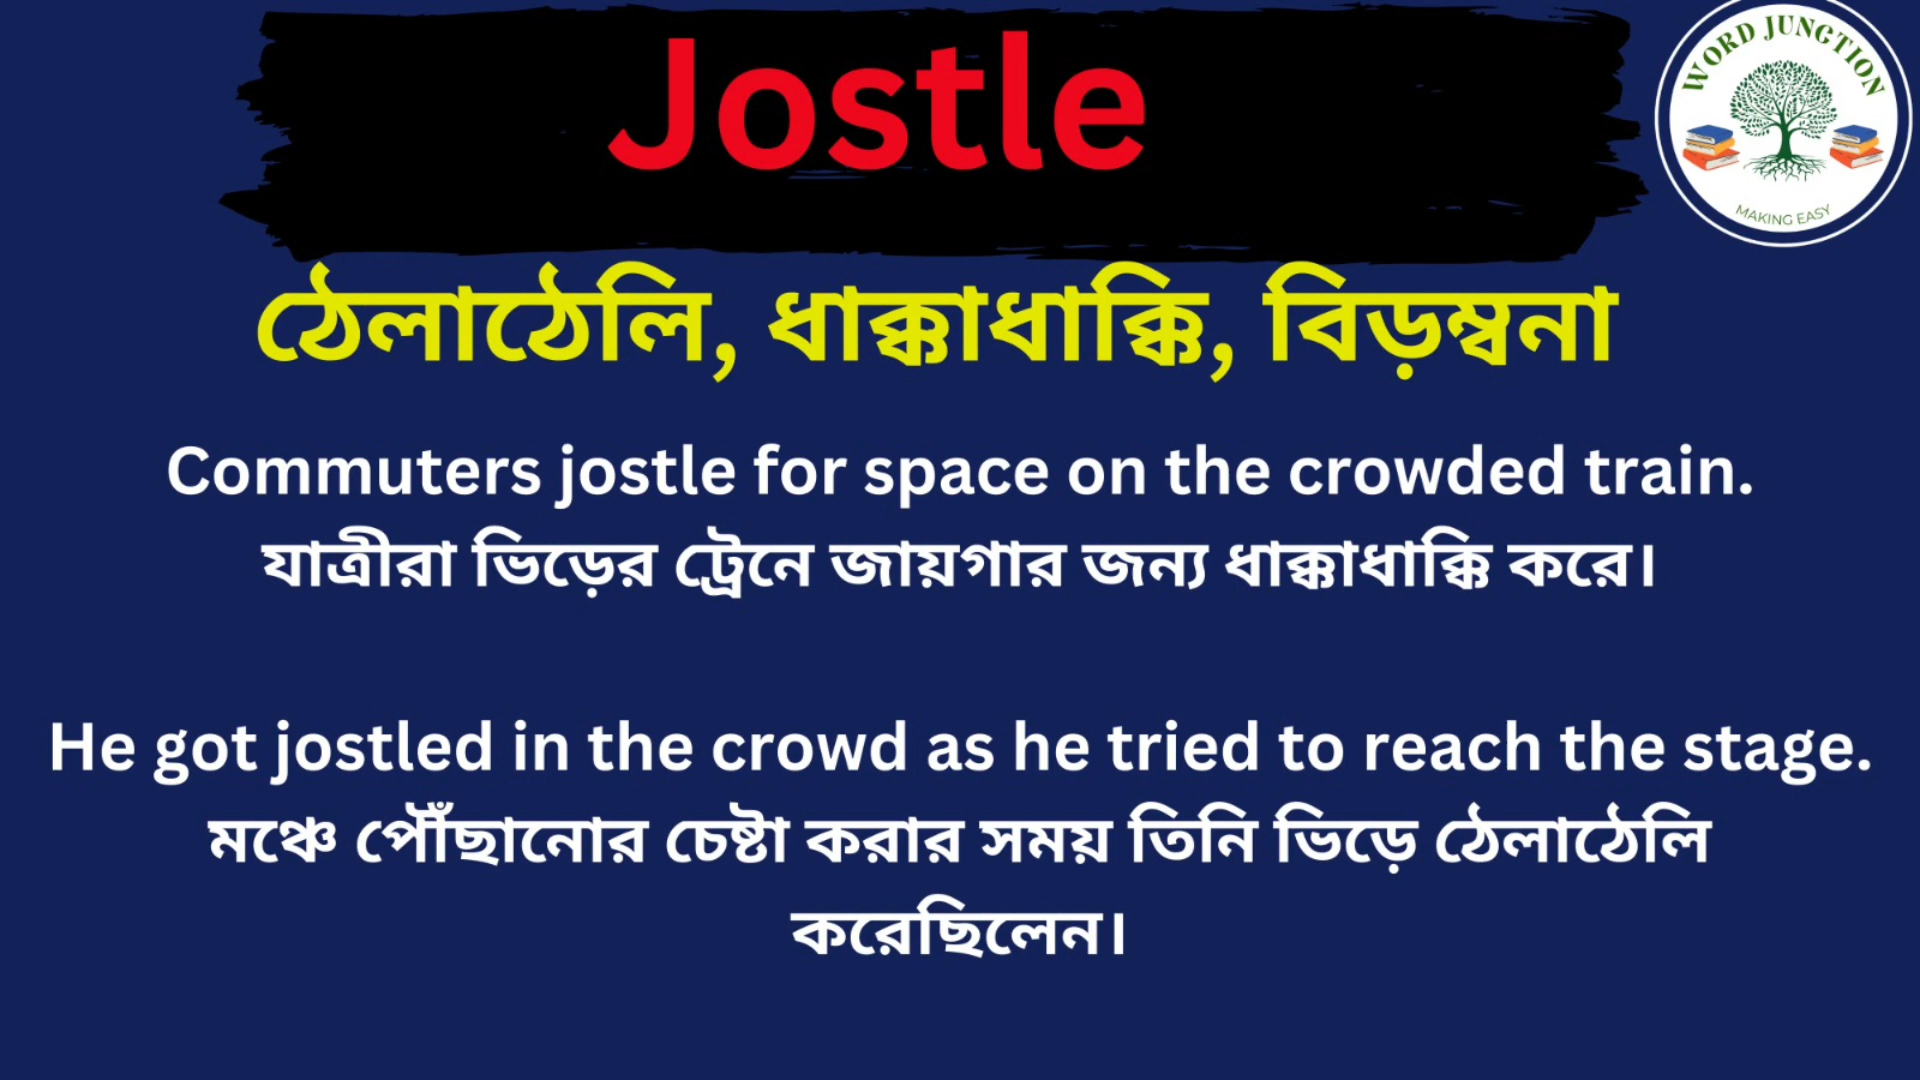 Jostle
WORD JUNCTION
MAKING EASY
ঠেলাঠেলি, ধাক্কাধাক্কি, বিড়ম্বনা
Commuters jostle for space on the crowded train.
যাত্রীরা ভিড়ের ট্রেনে জায়গার জন্য ধাক্কাধাক্কি করে।
He got jostled in the crowd as he tried to reach the stage.
মঞ্চে পৌঁছানোর চেষ্টা করার সময় তিনি ভিড়ে ঠেলাঠেলি
করেছিলেন।